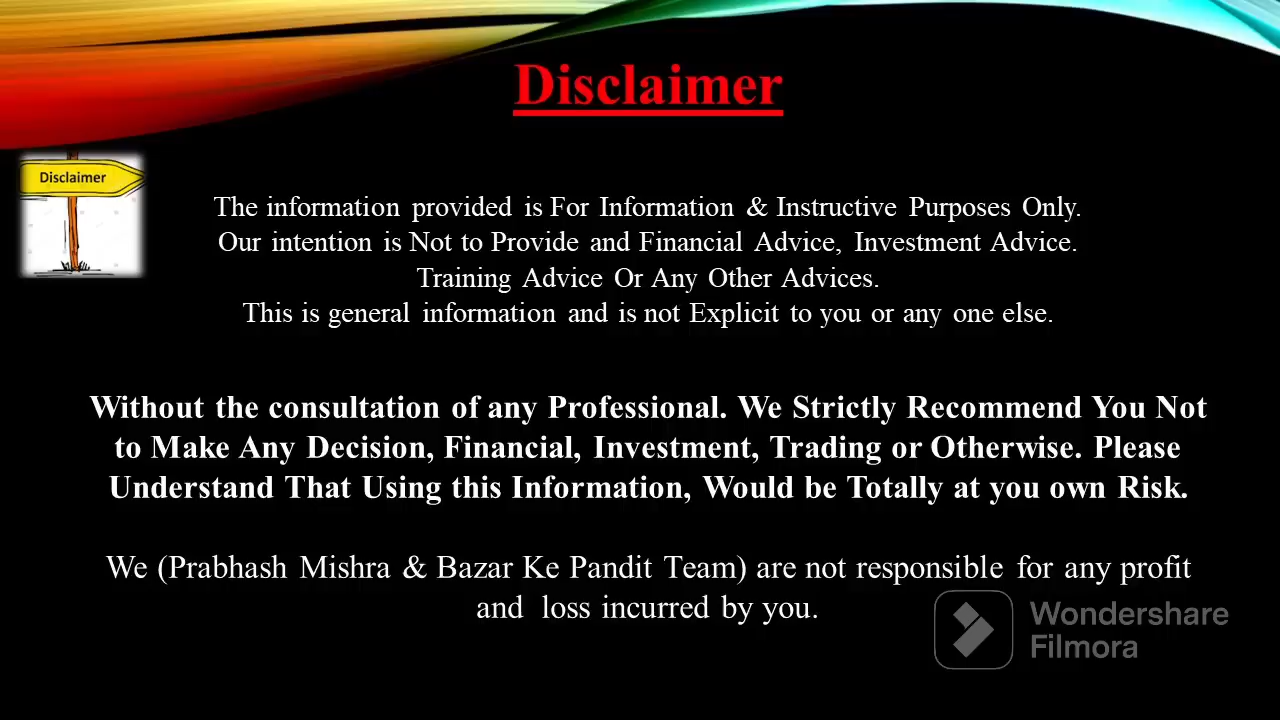 Disclaimer
Disclaimer
The information provided is For Information & Instructive Purposes Only.
Our intention is Not to Provide and Financial Advice, Investment Advice.
Training Advice Or Any Other Advices.
This is general information and is not Explicit to you or any one else.
Without the consultation of any Professional. We Strictly Recommend You Not
to Make Any Decision, Financial, Investment, Trading or Otherwise. Please
Understand That Using this Information, Would be Totally at you own Risk.
We (Prabhash Mishra & Bazar Ke Pandit Team) are not responsible for any profit
and loss incurred by you.
Wondershare
Filmora